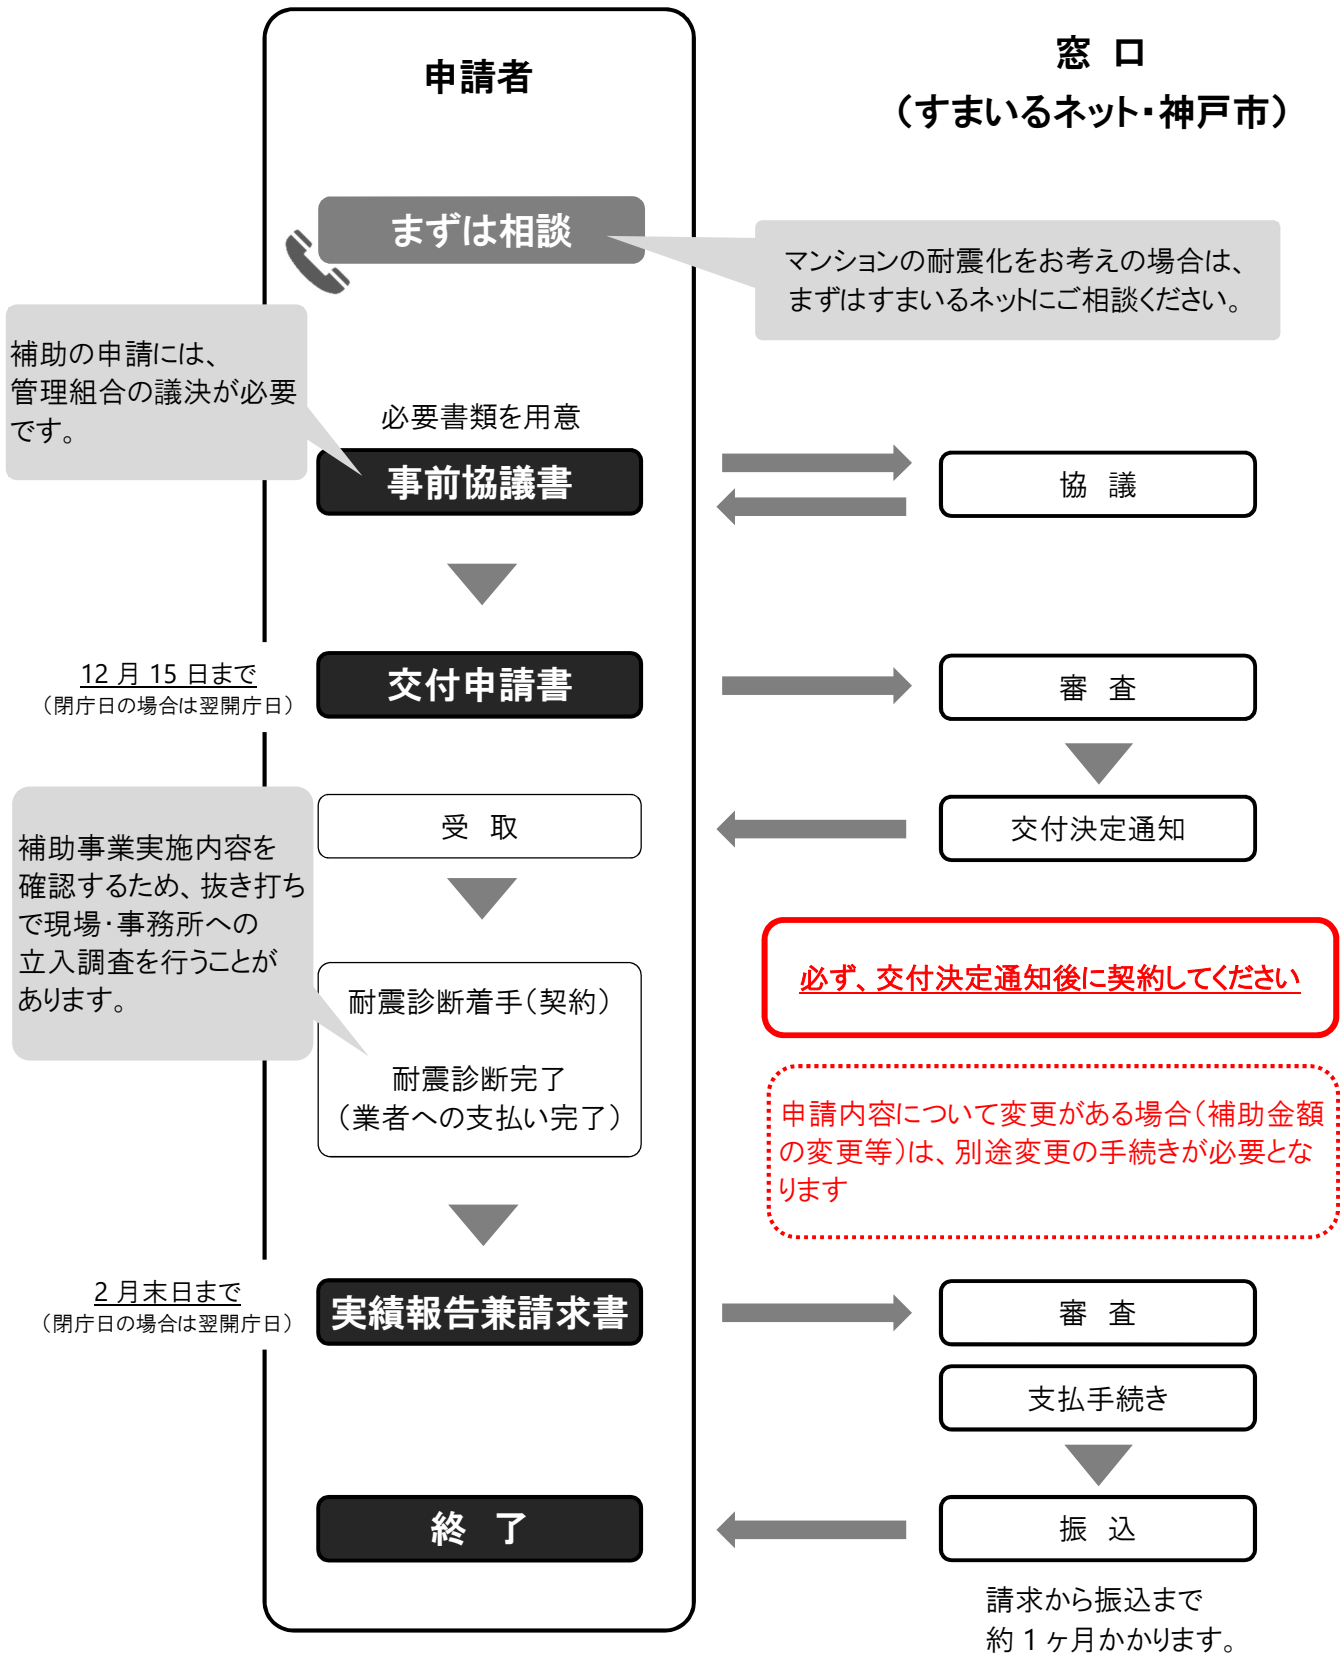 申請者
窓 口
（すまいるネット・神戸市）
まずは相談
マンションの耐震化をお考えの場合は、
まずはすまいるネットにご相談ください。
補助の申請には、
管理組合の議決が必要
です。
必要書類を用意
事前協議書
協 議
12 月 15 日まで
（閉庁日の場合は翌開庁日）
交付申請書
審 査
受 取
交付決定通知
補助事業実施内容を
確認するため、抜き打ち
で現場・事務所への
立入調査を行うことが
あります。
必ず、交付決定通知後に契約してください
耐震診断着手（契約）
耐震診断完了
（業者への支払い完了）
申請内容について変更がある場合（補助金額
の変更等）は、別途変更の手続きが必要とな
ります
2 月末日まで
（閉庁日の場合は翌開庁日）
実績報告兼請求書
審 査
支払手続き
終 了
振 込
請求から振込まで
約 1 ヶ月かかります。